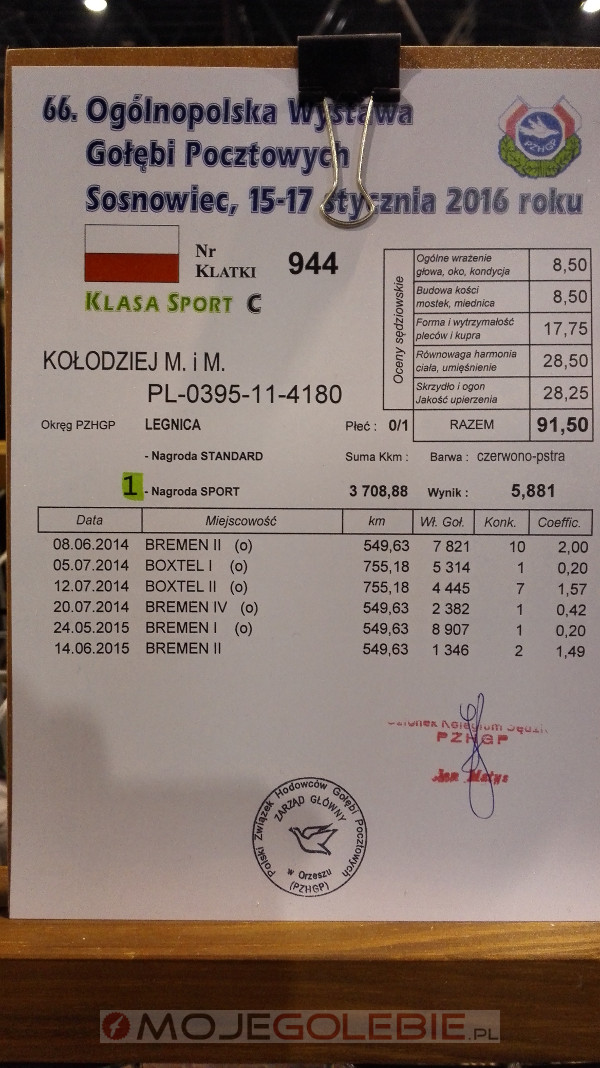 66. Ogólnopolska Wystawa
Gołębi Pocztowych
Sosnowiec, 15-17 stycznia 2016 roku
PZHGP
Nr
KLATKI 944
KLASA SPORT C
Oceny sędziowskie
Ogólne wrażenie
głowa, oko, kondycja 8,50
Budowa kości
mostek, miednica 8,50
Forma i wytrzymałość
pleców i kupra 17,75
Równowaga harmonia
ciała, umięśnienie 28,50
Skrzydło i ogon
Jakość upierzenia 28,25
RAZEM 91,50
KOŁODZIEJ M. i M.
PL-0395-11-4180
Okręg PZHGP LEGNICA Płeć : 0/1
- Nagroda STANDARD Suma Kkm : Barwa : czerwono-pstra
1 - Nagroda SPORT 3 708,88 Wynik : 5,881
Data Miejscowość km Wł. Goł. Konk. Coeffic.
08.06.2014 BREMEN II (o) 549,63 7 821 10 2,00
05.07.2014 BOXTEL I (o) 755,18 5 314 1 0,20
12.07.2014 BOXTEL II (o) 755,18 4 445 7 1,57
20.07.2014 BREMEN IV (o) 549,63 2 382 1 0,42
24.05.2015 BREMEN I (o) 549,63 8 907 1 0,20
14.06.2015 BREMEN II 549,63 1 346 2 1,49
Członek Kolegium
PZHGP
Jan
Polski Związek Hodowców Gołębi Pocztowych
ZARZĄD GŁÓWNY
w Orzeszu
(PZHGP)
MOJEGOLEBIE.PL